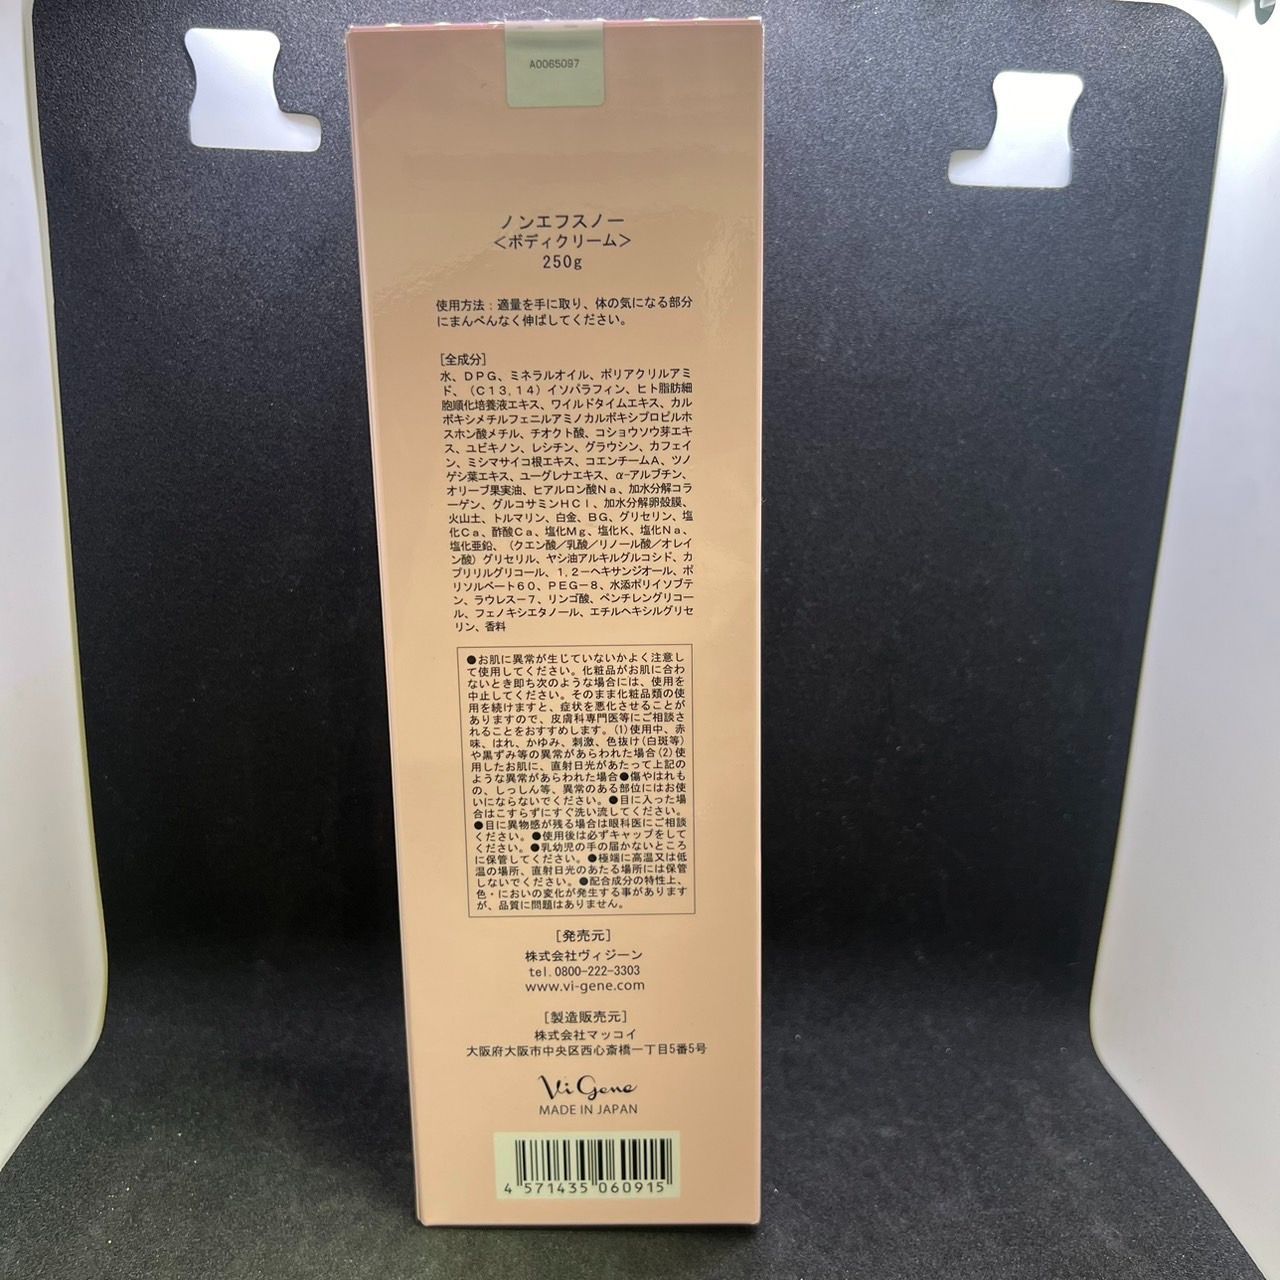 A0065097
ノンエフスノー
＜ボディクリーム＞
250g
使用方法：適量を手に取り、体の気になる部分
にまんべんなく伸ばしてください。
[全成分]
水、DPG、ミネラルオイル、ポリアクリルアミ
ド、（C13,14）イソパラフィン、ヒト脂肪細
胞順化培養液エキス、ワイルドタイムエキス、カル
ボキシメチルフェニルアミノカルボキシプロピルホ
スホン酸メチル、チオクト酸、コショウソウ芽エキ
ス、ユビキノン、レシチン、グラウシン、カフェイ
ン、ミシマサイコ根エキス、コエンチームA、ツノ
ゲシ葉エキス、ユーグレナエキス、α-アルブチン、
オリーブ果実油、ヒアルロン酸Na、加水分解コラ
ーゲン、グルコサミンHCl、加水分解卵殻膜、
火山土、トルマリン、白金、BG、グリセリン、塩
化Ca、酢酸Ca、塩化Mg、塩化K、塩化Na、
塩化亜鉛、（クエン酸／乳酸／リノール酸／オレイ
ン酸）グリセリル、ヤシ油アルキルグルコシド、カ
プリリルグリコール、1,2－ヘキサンジオール、ポ
リソルベート60、PEG－8、水添ポリイソブテ
ン、ラウレス－7、リンゴ酸、ペンチレングリコー
ル、フェノキシエタノール、エチルヘキシルグリセ
リン、香料
●お肌に異常が生じていないかよく注意し
て使用してください。化粧品がお肌に合わ
ないとき即ち次のような場合には、使用を
中止してください。そのまま化粧品類の使
用を続けますと、症状を悪化させることが
ありますので、皮膚科専門医等にご相談さ
れることをおすすめします。(1)使用中、赤
味、はれ、かゆみ、刺激、色抜け(白斑等)
や黒ずみ等の異常があらわれた場合(2)使
用したお肌に、直射日光があたって上記の
ような異常があらわれた場合●傷やはれも
の、しっしん等、異常のある部位にはお使
いにならないでください。●目に入った場
合はこすらずにすぐ洗い流してください。
●目に異物感が残る場合は眼科医にご相談
ください。●使用後は必ずキャップをして
ください。●乳幼児の手の届かないところ
に保管してください。●極端に高温又は低
温の場所、直射日光のあたる場所には保管
しないでください。●配合成分の特性上、
色・においの変化が発生する事があります
が、品質に問題はありません。
[発売元]
株式会社ヴィジーン
tel.0800-222-3303
www.vi-gene.com
[製造販売元]
株式会社マッコイ
大阪府大阪市中央区西心斎橋一丁目5番5号
Vi Gene
MADE IN JAPAN
4 571435 060915